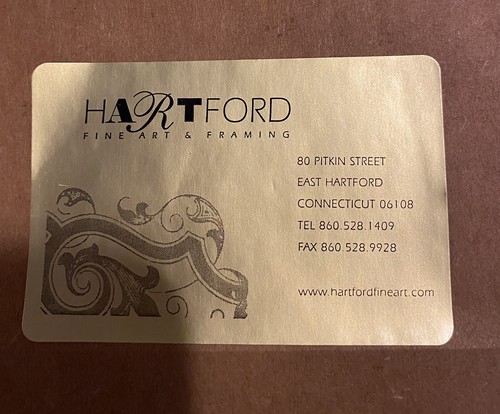 HARTFORD
FINE ART & FRAMING
80 PITKIN STREET
EAST HARTFORD
CONNECTICUT 06108
TEL 860.528.1409
FAX 860.528.9928
www.hartfordfineart.com